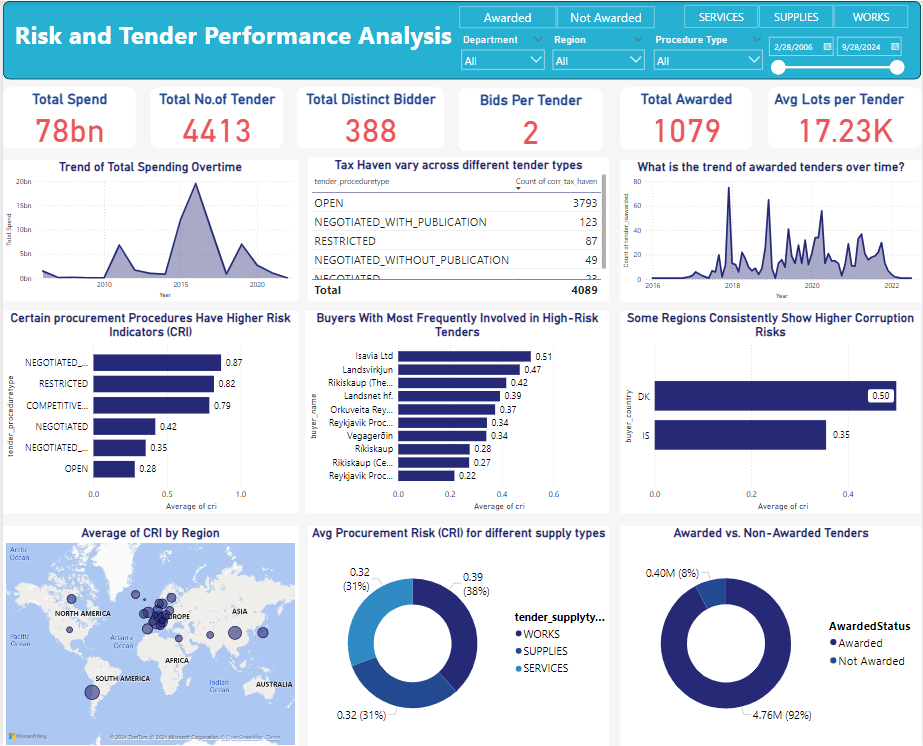 Risk and Tender Performance Analysis
Awarded
Not Awarded
SERVICES
SUPPLIES
WORKS
Department
Region
Procedure Type
All
All
All
2/28/2006
9/28/2024
Total Spend
78bn
Total No.of Tender
4413
Total Distinct Bidder
388
Bids Per Tender
2
Total Awarded
1079
Avg Lots per Tender
17.23K
Trend of Total Spending Overtime
20bn
15bn
10bn
5bn
0bn
Total Spend
2010
2015
2020
Year
Tax Haven vary across different tender types
tender_proceduretype
Count of corr_tax_haven
OPEN 3793
NEGOTIATED_WITH_PUBLICATION 123
RESTRICTED 87
NEGOTIATED_WITHOUT_PUBLICATION 49
NEGOTIATED 23
Total 4089
What is the trend of awarded tenders over time?
80
60
40
20
0
Count of tender_isawarded
2016
2018
2020
2022
Year
Certain procurement Procedures Have Higher Risk
Indicators (CRI)
tender_proceduretype
NEGOTIATED_... 0.87
RESTRICTED 0.82
COMPETITIVE... 0.79
NEGOTIATED 0.42
NEGOTIATED_... 0.35
OPEN 0.28
0.0
0.5
1.0
Average of cri
Buyers With Most Frequently Involved in High-Risk
Tenders
buyer_name
Isavia Ltd 0.51
Landsvirkjun 0.47
Rikiskaup (The... 0.42
Landsnet hf. 0.39
Orkuveita Rey... 0.37
Reykjavik Proc... 0.34
Vegagerðin 0.34
Ríkiskaup 0.28
Rikiskaup (Ce... 0.27
Reykjavik Proc... 0.22
0.0
0.2
0.4
0.6
Average of cri
Some Regions Consistently Show Higher Corruption
Risks
buyer_country
DK 0.50
IS 0.35
0.0
0.2
0.4
Average of cri
Average of CRI by Region
Arctic
Ocean
NORTH AMERICA
EUROPE
ASIA
Pacific
Ocean
Atlantic
Ocean
AFRICA
SOUTH AMERICA
Indian
Ocean
AUSTRALIA
Microsoft Bing
© 2024 TomTom, © 2024 Microsoft Corporation, © OpenStreetMap Terms
Avg Procurement Risk (CRI) for different supply types
0.32
(31%)
0.39
(38%)
0.32 (31%)
tender_supplyty...
WORKS
SUPPLIES
SERVICES
Awarded vs. Non-Awarded Tenders
0.40M (8%)
4.76M (92%)
AwardedStatus
Awarded
Not Awarded